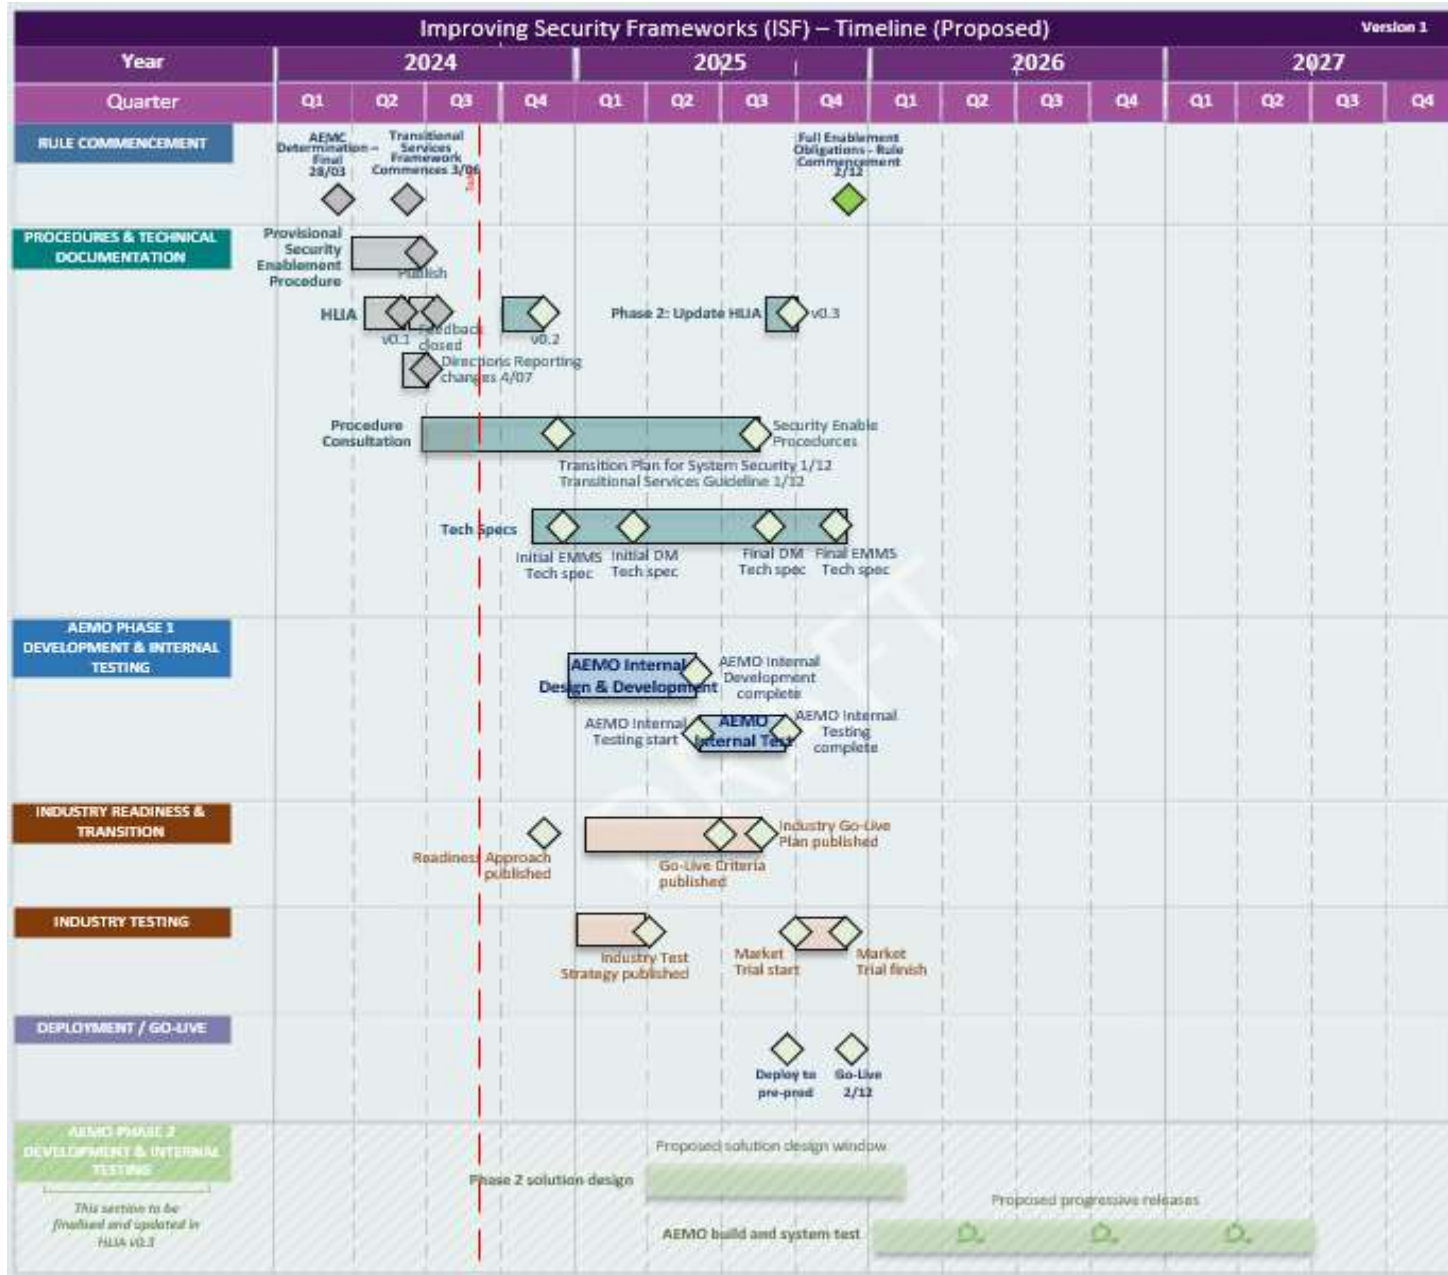 Improving Security Frameworks (ISF) – Timeline (Proposed)
Version 1
Year 2024 2025 2026 2027
Quarter Q1 Q2 Q3 Q4 Q1 Q2 Q3 Q4 Q1 Q2 Q3 Q4 Q1 Q2 Q3 Q4
RULE COMMENCEMENT
AEMC
Determination –
Final
28/03
Transitional
Services
Framework
Commences 3/06
Full Enablement
Obligations - Rule
Commencement
2/12
PROCEDURES & TECHNICAL
DOCUMENTATION
Provisional
Security
Enablement
Procedure
Publish
HLIA
v0.1
Feedback
closed
v0.2
Phase 2: Update HLIA
v0.3
Directions Reporting
changes 4/07
Procedure
Consultation
Security Enable
Procedurces
Transition Plan for System Security 1/12
Transitional Services Guideline 1/12
Tech Specs
Initial EMMS
Tech spec
Initial DM
Tech spec
Final DM
Tech spec
Final EMMS
Tech spec
AEMO PHASE 1
DEVELOPMENT & INTERNAL
TESTING
AEMO Internal
Design & Development
AEMO Internal
Development
complete
AEMO Internal
Testing start
AEMO
Internal Test
AEMO Internal
Testing
complete
INDUSTRY READINESS &
TRANSITION
Readiness Approach
published
Go-Live Criteria
published
Industry Go-Live
Plan published
INDUSTRY TESTING
Industry Test
Strategy published
Market
Trial start
Market
Trial finish
DEPLOYMENT / GO-LIVE
Deploy to
pre-prod
Go-Live
2/12
AEMO PHASE 2
DEVELOPMENT & INTERNAL
TESTING
This section to be
finalised and updated in
HLIA v0.3
Proposed solution design window
Phase 2 solution design
Proposed progressive releases
AEMO build and system test
DRAFT